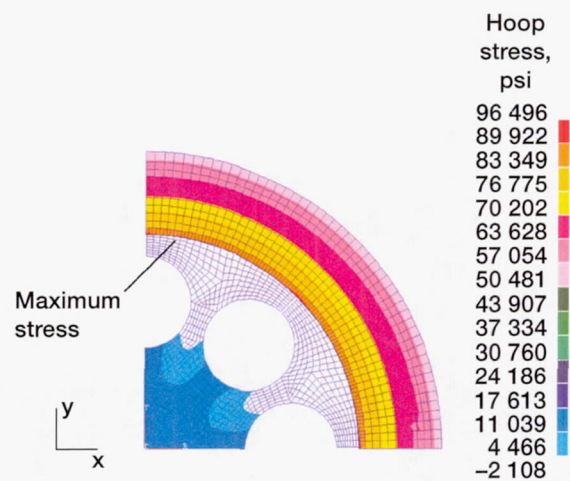 Hoop
stress,
psi
96 496
89 922
83 349
76 775
70 202
63 628
57 054
50 481
43 907
37 334
30 760
24 186
17 613
11 039
4 466
–2 108
Maximum
stress
y
x